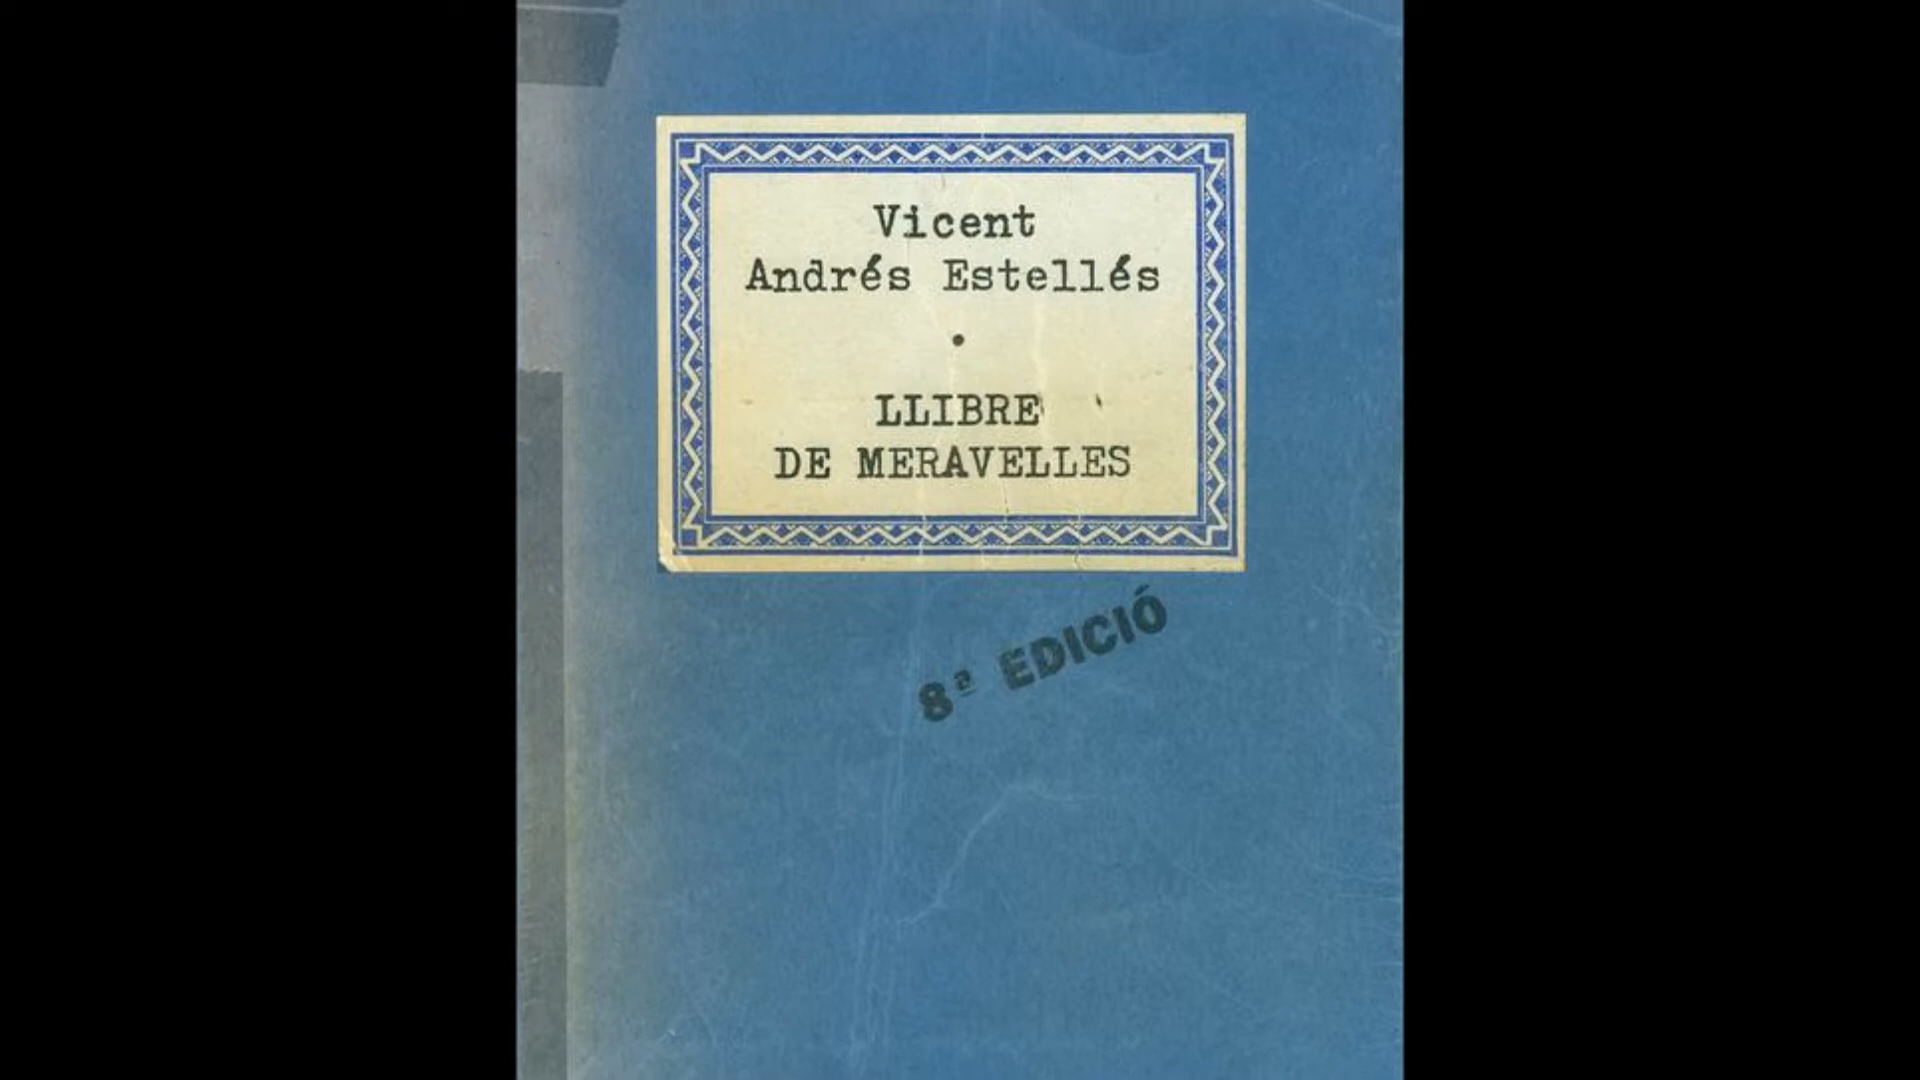 Vicent
Andrés Estellés
•
LLIBRE
DE MERAVELLES
8ª EDICIÓ